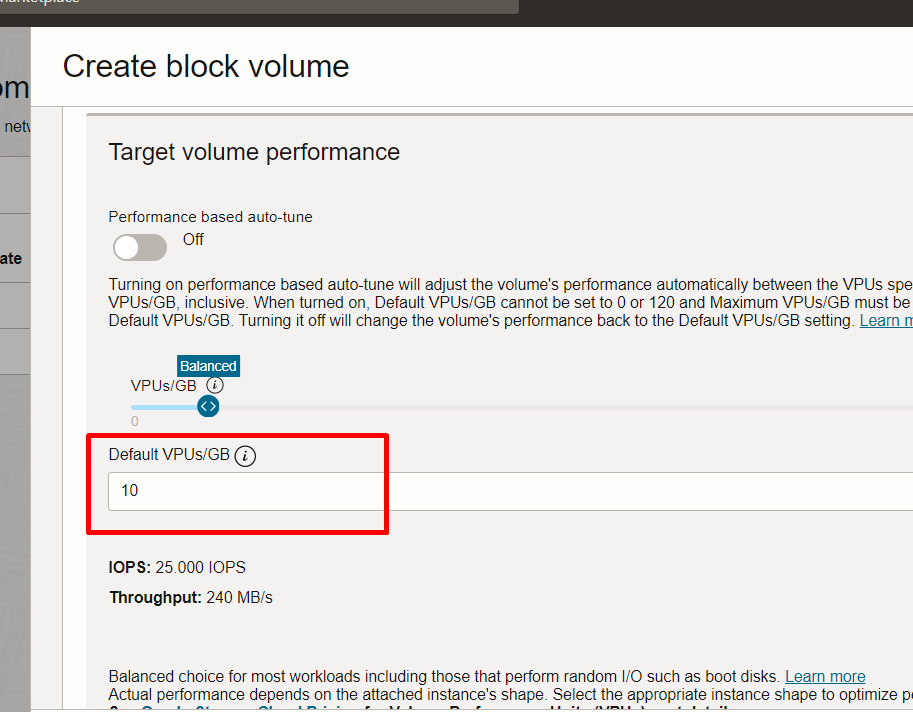 Marketplace
Create block volume
om
netw
ate
Target volume performance
Performance based auto-tune
Off
Turning on performance based auto-tune will adjust the volume's performance automatically between the VPUs spe
VPUs/GB, inclusive. When turned on, Default VPUs/GB cannot be set to 0 or 120 and Maximum VPUs/GB must be
Default VPUs/GB. Turning it off will change the volume's performance back to the Default VPUs/GB setting. Learn m
Balanced
VPUs/GB
0
Default VPUs/GB
10
IOPS: 25.000 IOPS
Throughput: 240 MB/s
Balanced choice for most workloads including those that perform random I/O such as boot disks. Learn more
Actual performance depends on the attached instance's shape. Select the appropriate instance shape to optimize pe